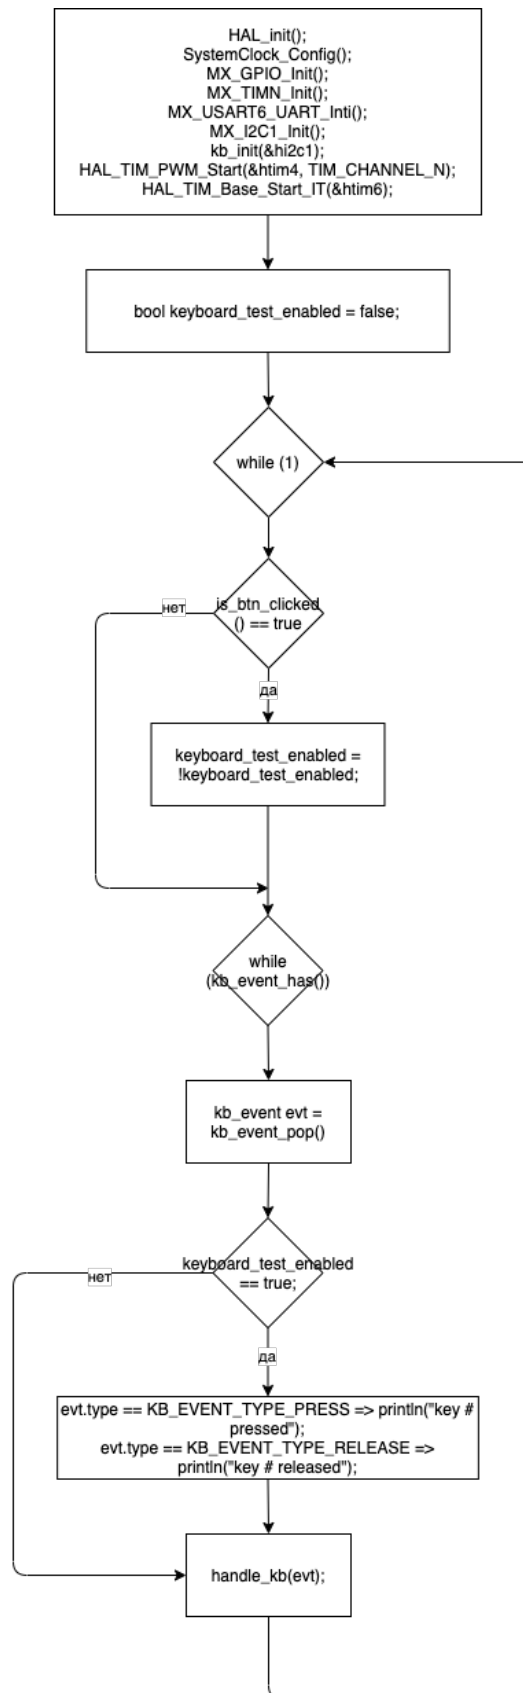 HAL_init();
SystemClock_Config();
MX_GPIO_Init();
MX_TIMN_Init();
MX_USART6_UART_Inti();
MX_I2C1_Init();
kb_init(&hi2c1);
HAL_TIM_PWM_Start(&htim4, TIM_CHANNEL_N);
HAL_TIM_Base_Start_IT(&htim6);
bool keyboard_test_enabled = false;
while (1)
is_btn_clicked
() == true
нет
да
keyboard_test_enabled =
!keyboard_test_enabled;
while
(kb_event_has())
kb_event evt =
kb_event_pop()
keyboard_test_enabled
== true;
нет
да
evt.type == KB_EVENT_TYPE_PRESS => println("key #
pressed");
evt.type == KB_EVENT_TYPE_RELEASE =>
println("key # released");
handle_kb(evt);